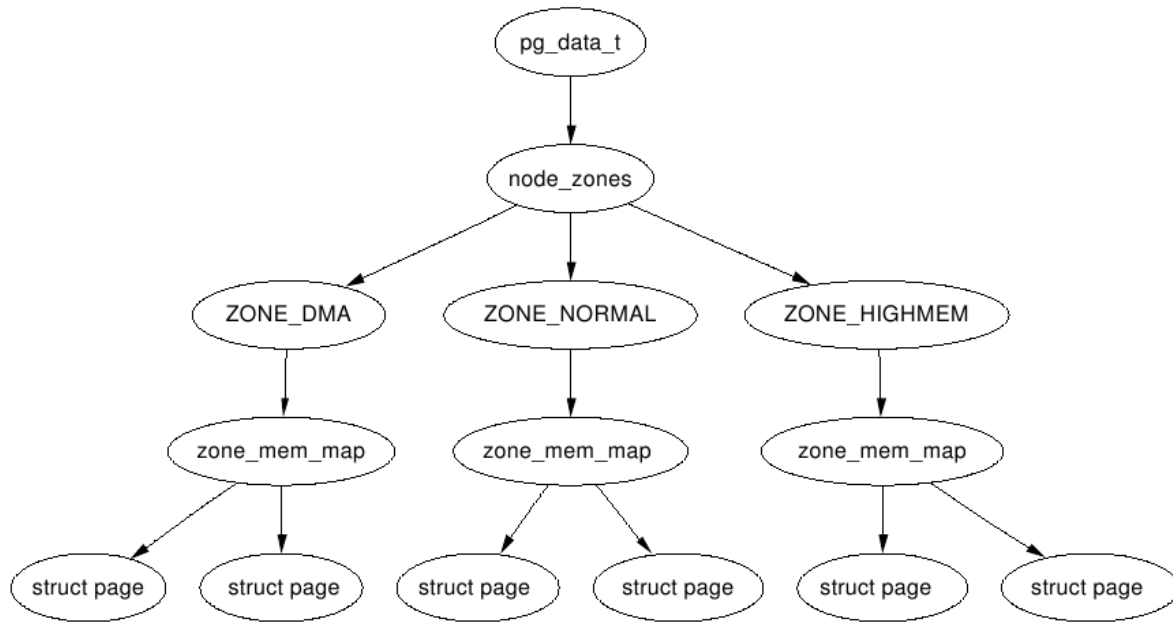 pg_data_t
node_zones
ZONE_DMA
ZONE_NORMAL
ZONE_HIGHMEM
zone_mem_map
zone_mem_map
zone_mem_map
struct page
struct page
struct page
struct page
struct page
struct page